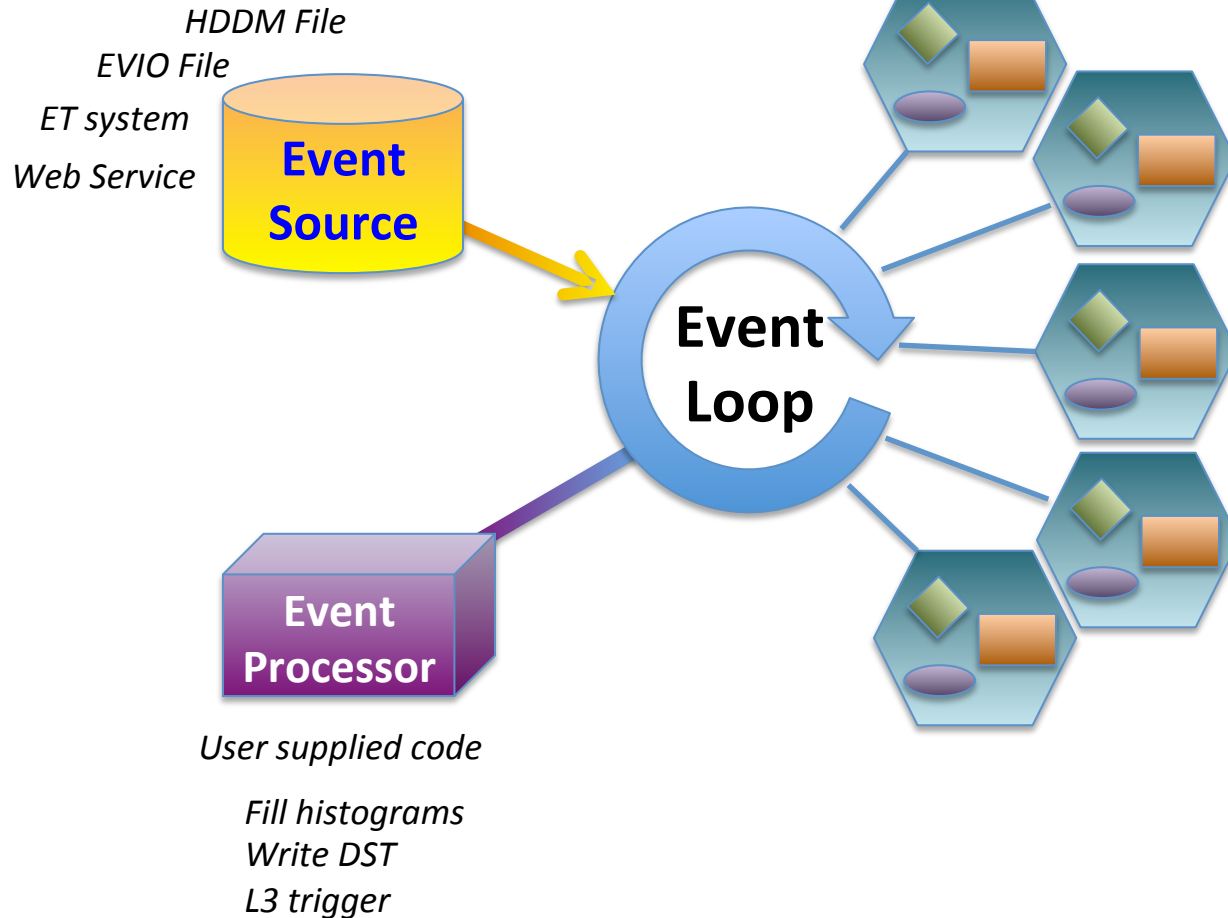 HDDM File
EVIO File
ET system
Web Service
Event
Source
Event
Loop
Event
Processor
User supplied code
Fill histograms
Write DST
L3 trigger